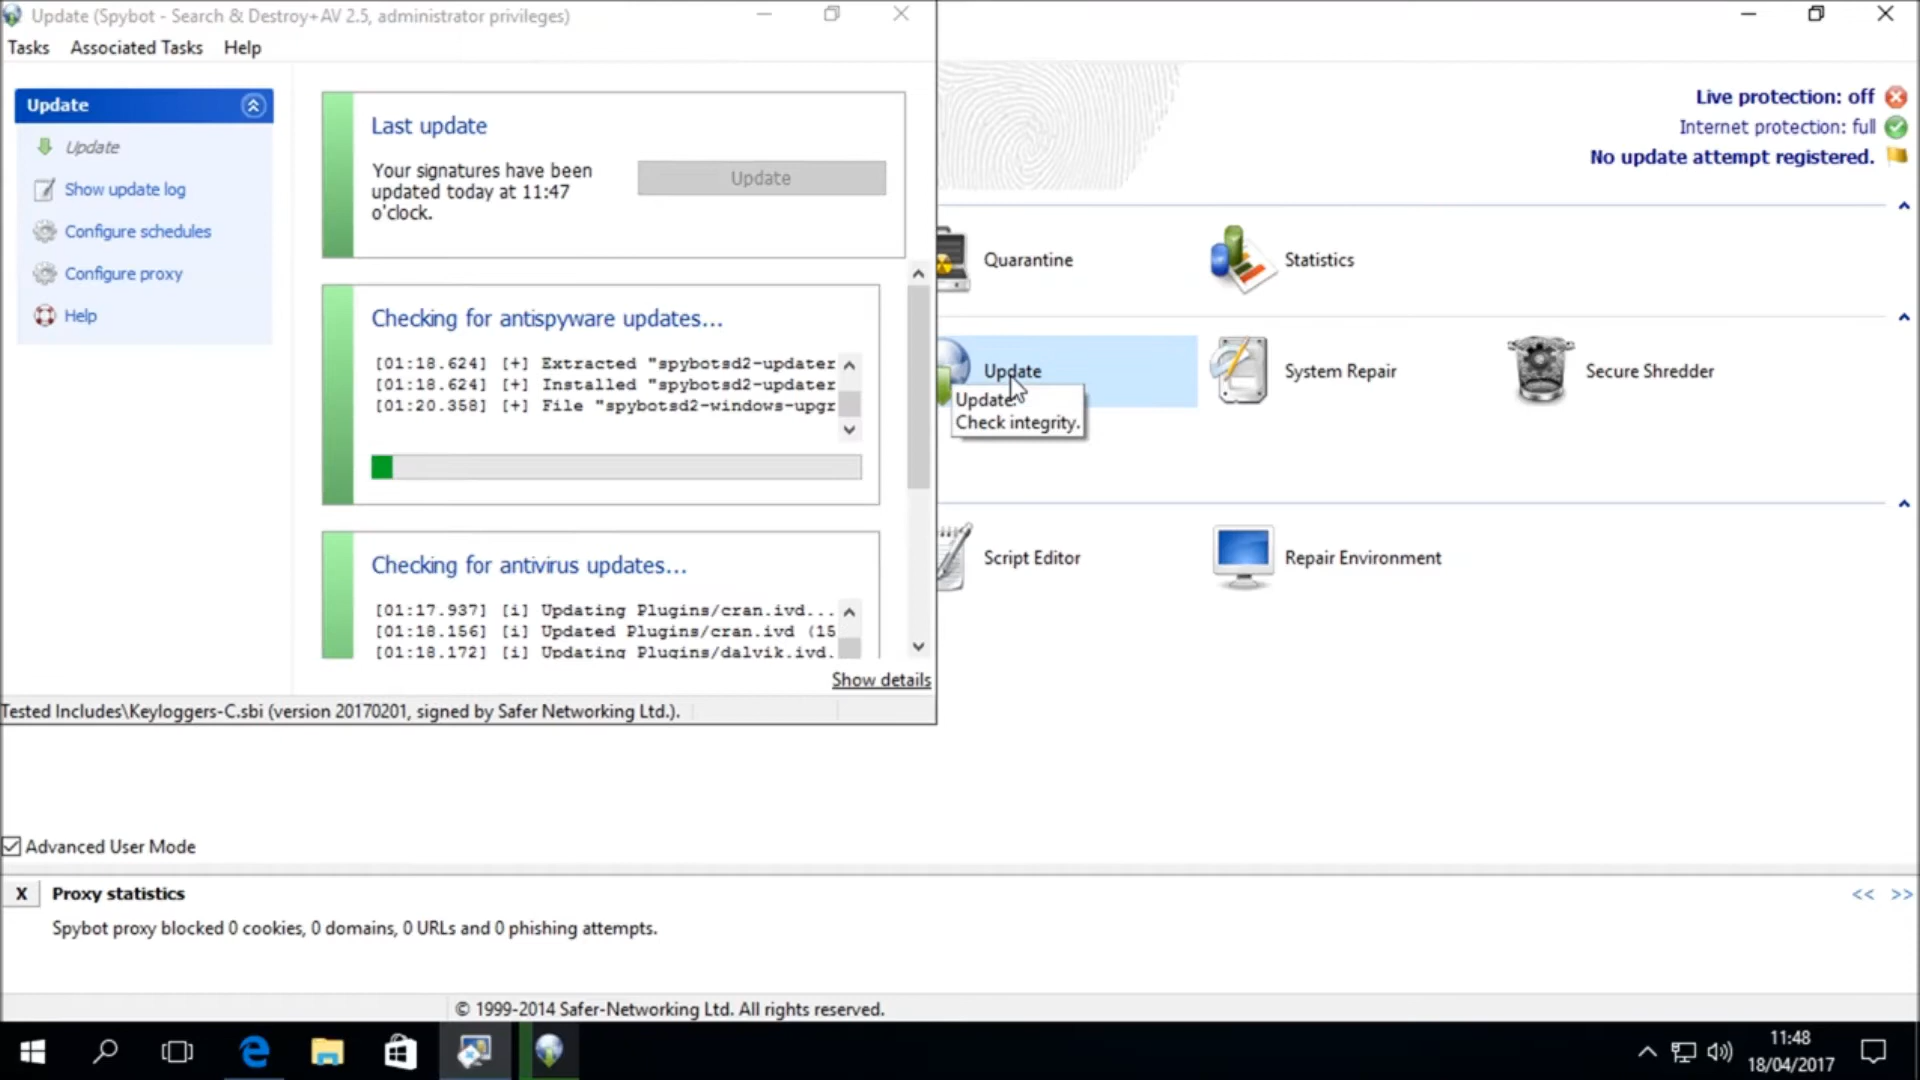 Update (Spybot - Search & Destroy+AV 2.5, administrator privileges)
Tasks Associated Tasks Help
Update
Update
Show update log
Configure schedules
Configure proxy
Help
Last update
Your signatures have been
updated today at 11:47
o'clock.
Update
Checking for antispyware updates...
[01:18.624] [+] Extracted "spybotsd2-updater
[01:18.624] [+] Installed "spybotsd2-updater
[01:20.358] [+] File "spybotsd2-windows-upgr
Checking for antivirus updates...
[01:17.937] [i] Updating Plugins/cran.ivd...
[01:18.156] [i] Updated Plugins/cran.ivd (15
[01:18.172] [i] Updating Plugins/dalvik.ivd.
Show details
Tested Includes\Keyloggers-C.sbi (version 20170201, signed by Safer Networking Ltd.).
Live protection: off
Internet protection: full
No update attempt registered.
Quarantine
Statistics
Update
Update.
Check integrity.
System Repair
Secure Shredder
Script Editor
Repair Environment
Advanced User Mode
X Proxy statistics << >>
Spybot proxy blocked 0 cookies, 0 domains, 0 URLs and 0 phishing attempts.
© 1999-2014 Safer-Networking Ltd. All rights reserved.
11:48
18/04/2017